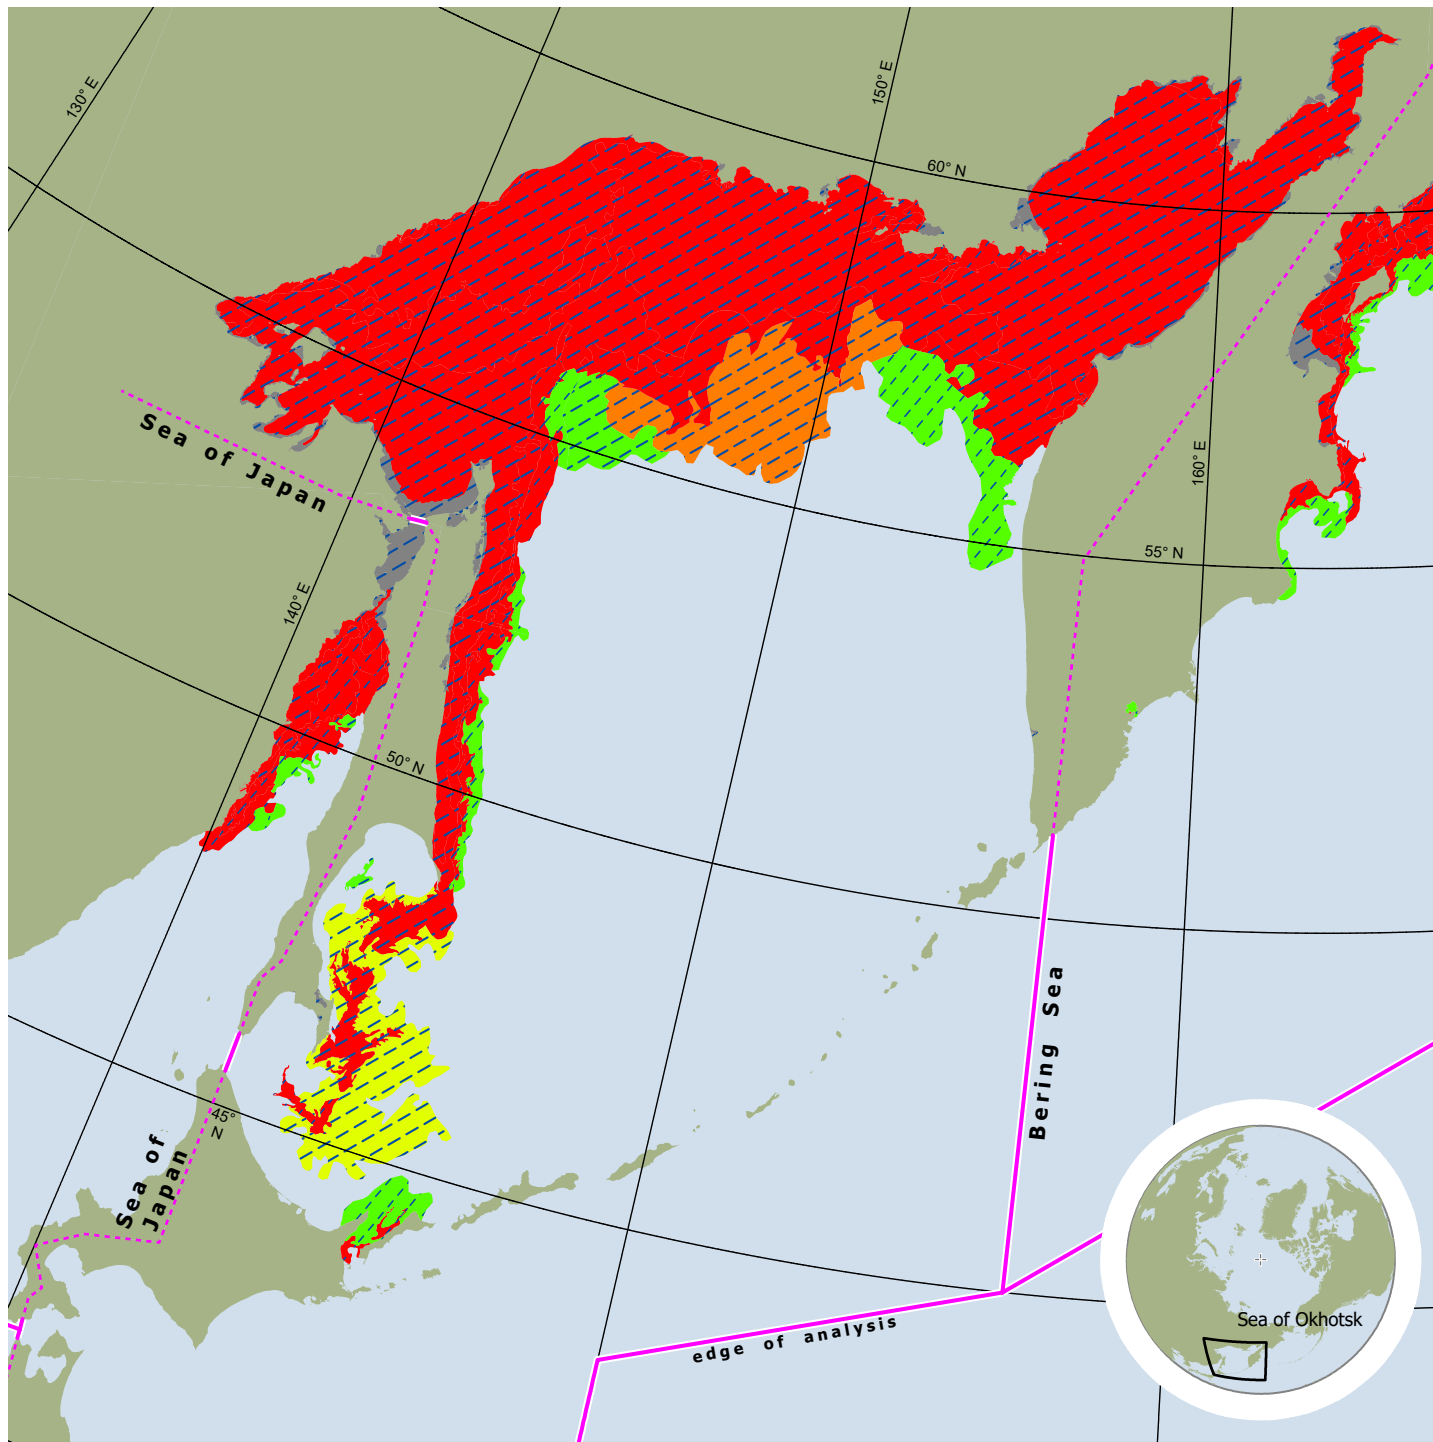 130° E
150° E
60° N
Sea of Japan
160° E
55° N
140° E
50° N
Bering Sea
45°
N
Sea of
Japan
Sea of Okhotsk
edge of analysis